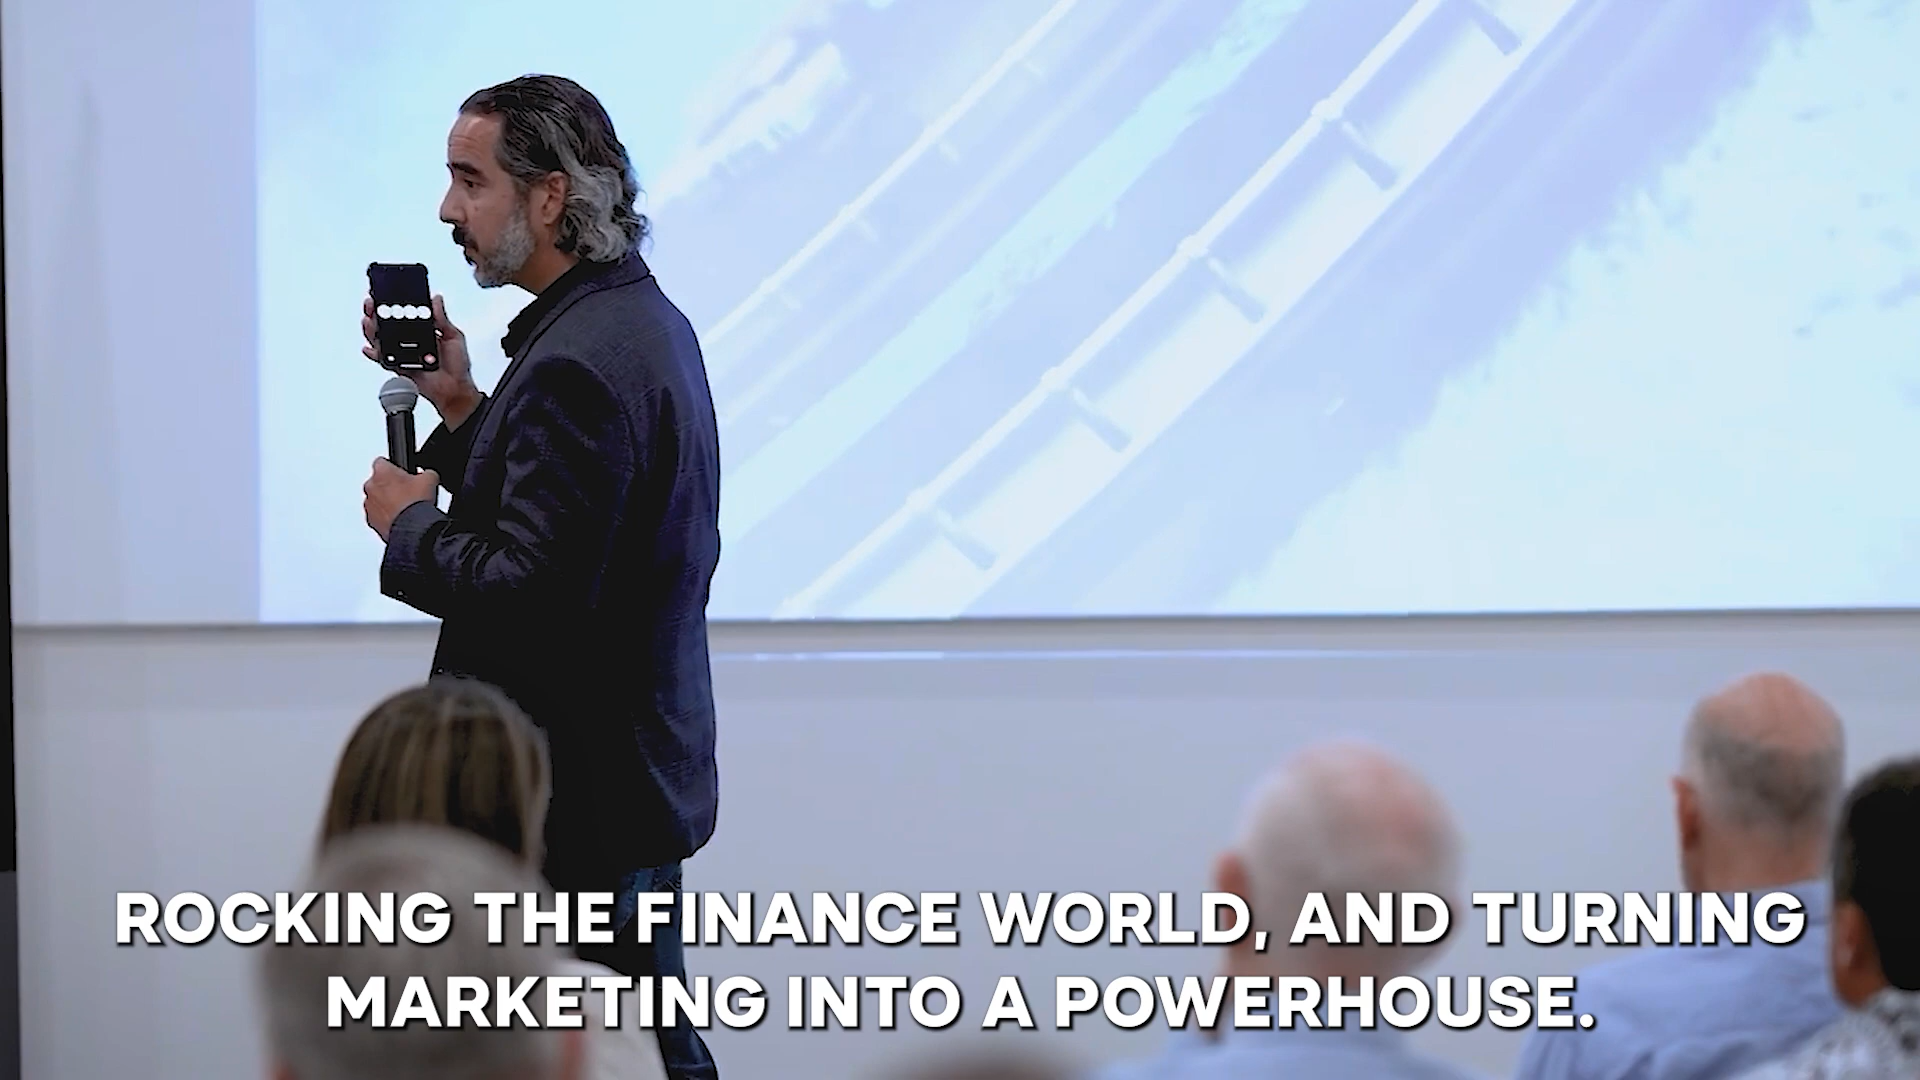 ROCKING THE FINANCE WORLD, AND TURNING
MARKETING INTO A POWERHOUSE.